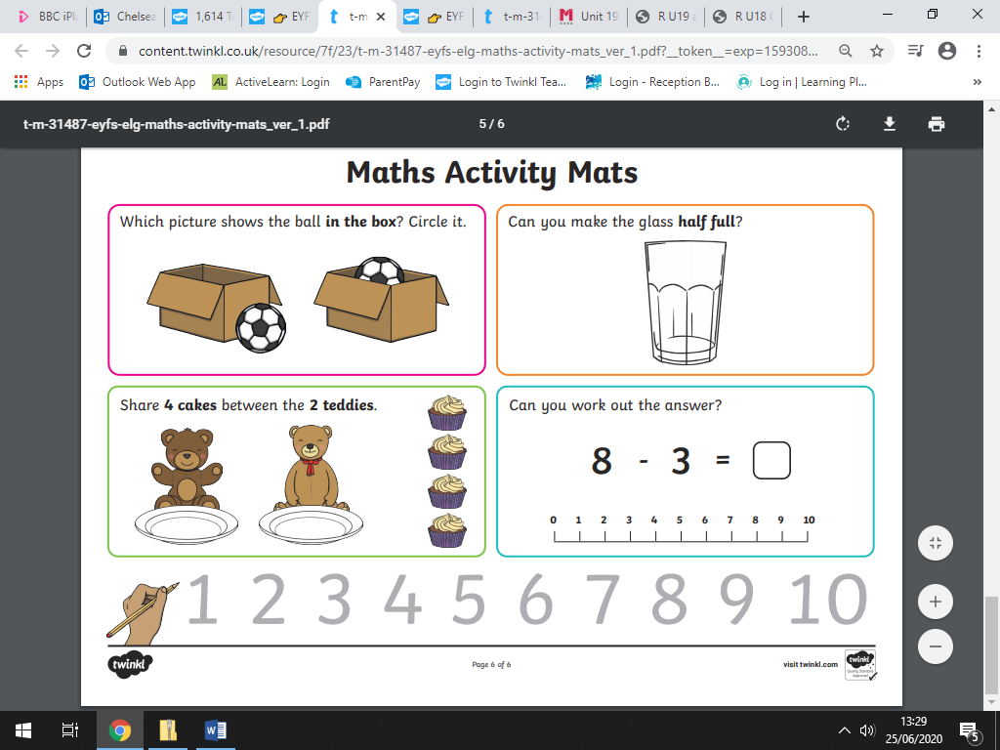 BBC iPl
Chelsea
1,614 T
EYF
t-m
EYF
t-m-31
Unit 19
R U19 a
R U18 (
content.twinkl.co.uk/resource/7f/23/t-m-31487-eyfs-elg-maths-activity-mats_ver_1.pdf?__token__=exp=159308...
Apps
Outlook Web App
AL ActiveLearn: Login
ParentPay
Login to Twinkl Tea...
Login - Reception B...
Log in | Learning Pl...
»
t-m-31487-eyfs-elg-maths-activity-mats_ver_1.pdf
5 / 6
Maths Activity Mats
Which picture shows the ball in the box? Circle it.
Can you make the glass half full?
Share 4 cakes between the 2 teddies.
Can you work out the answer?
8 - 3 =
0 1 2 3 4 5 6 7 8 9 10
1 2 3 4 5 6 7 8 9 10
twinkl
Page 6 of 6
visit twinkl.com
twinkl
Quality Standard
Approved
13:29
25/06/2020
5